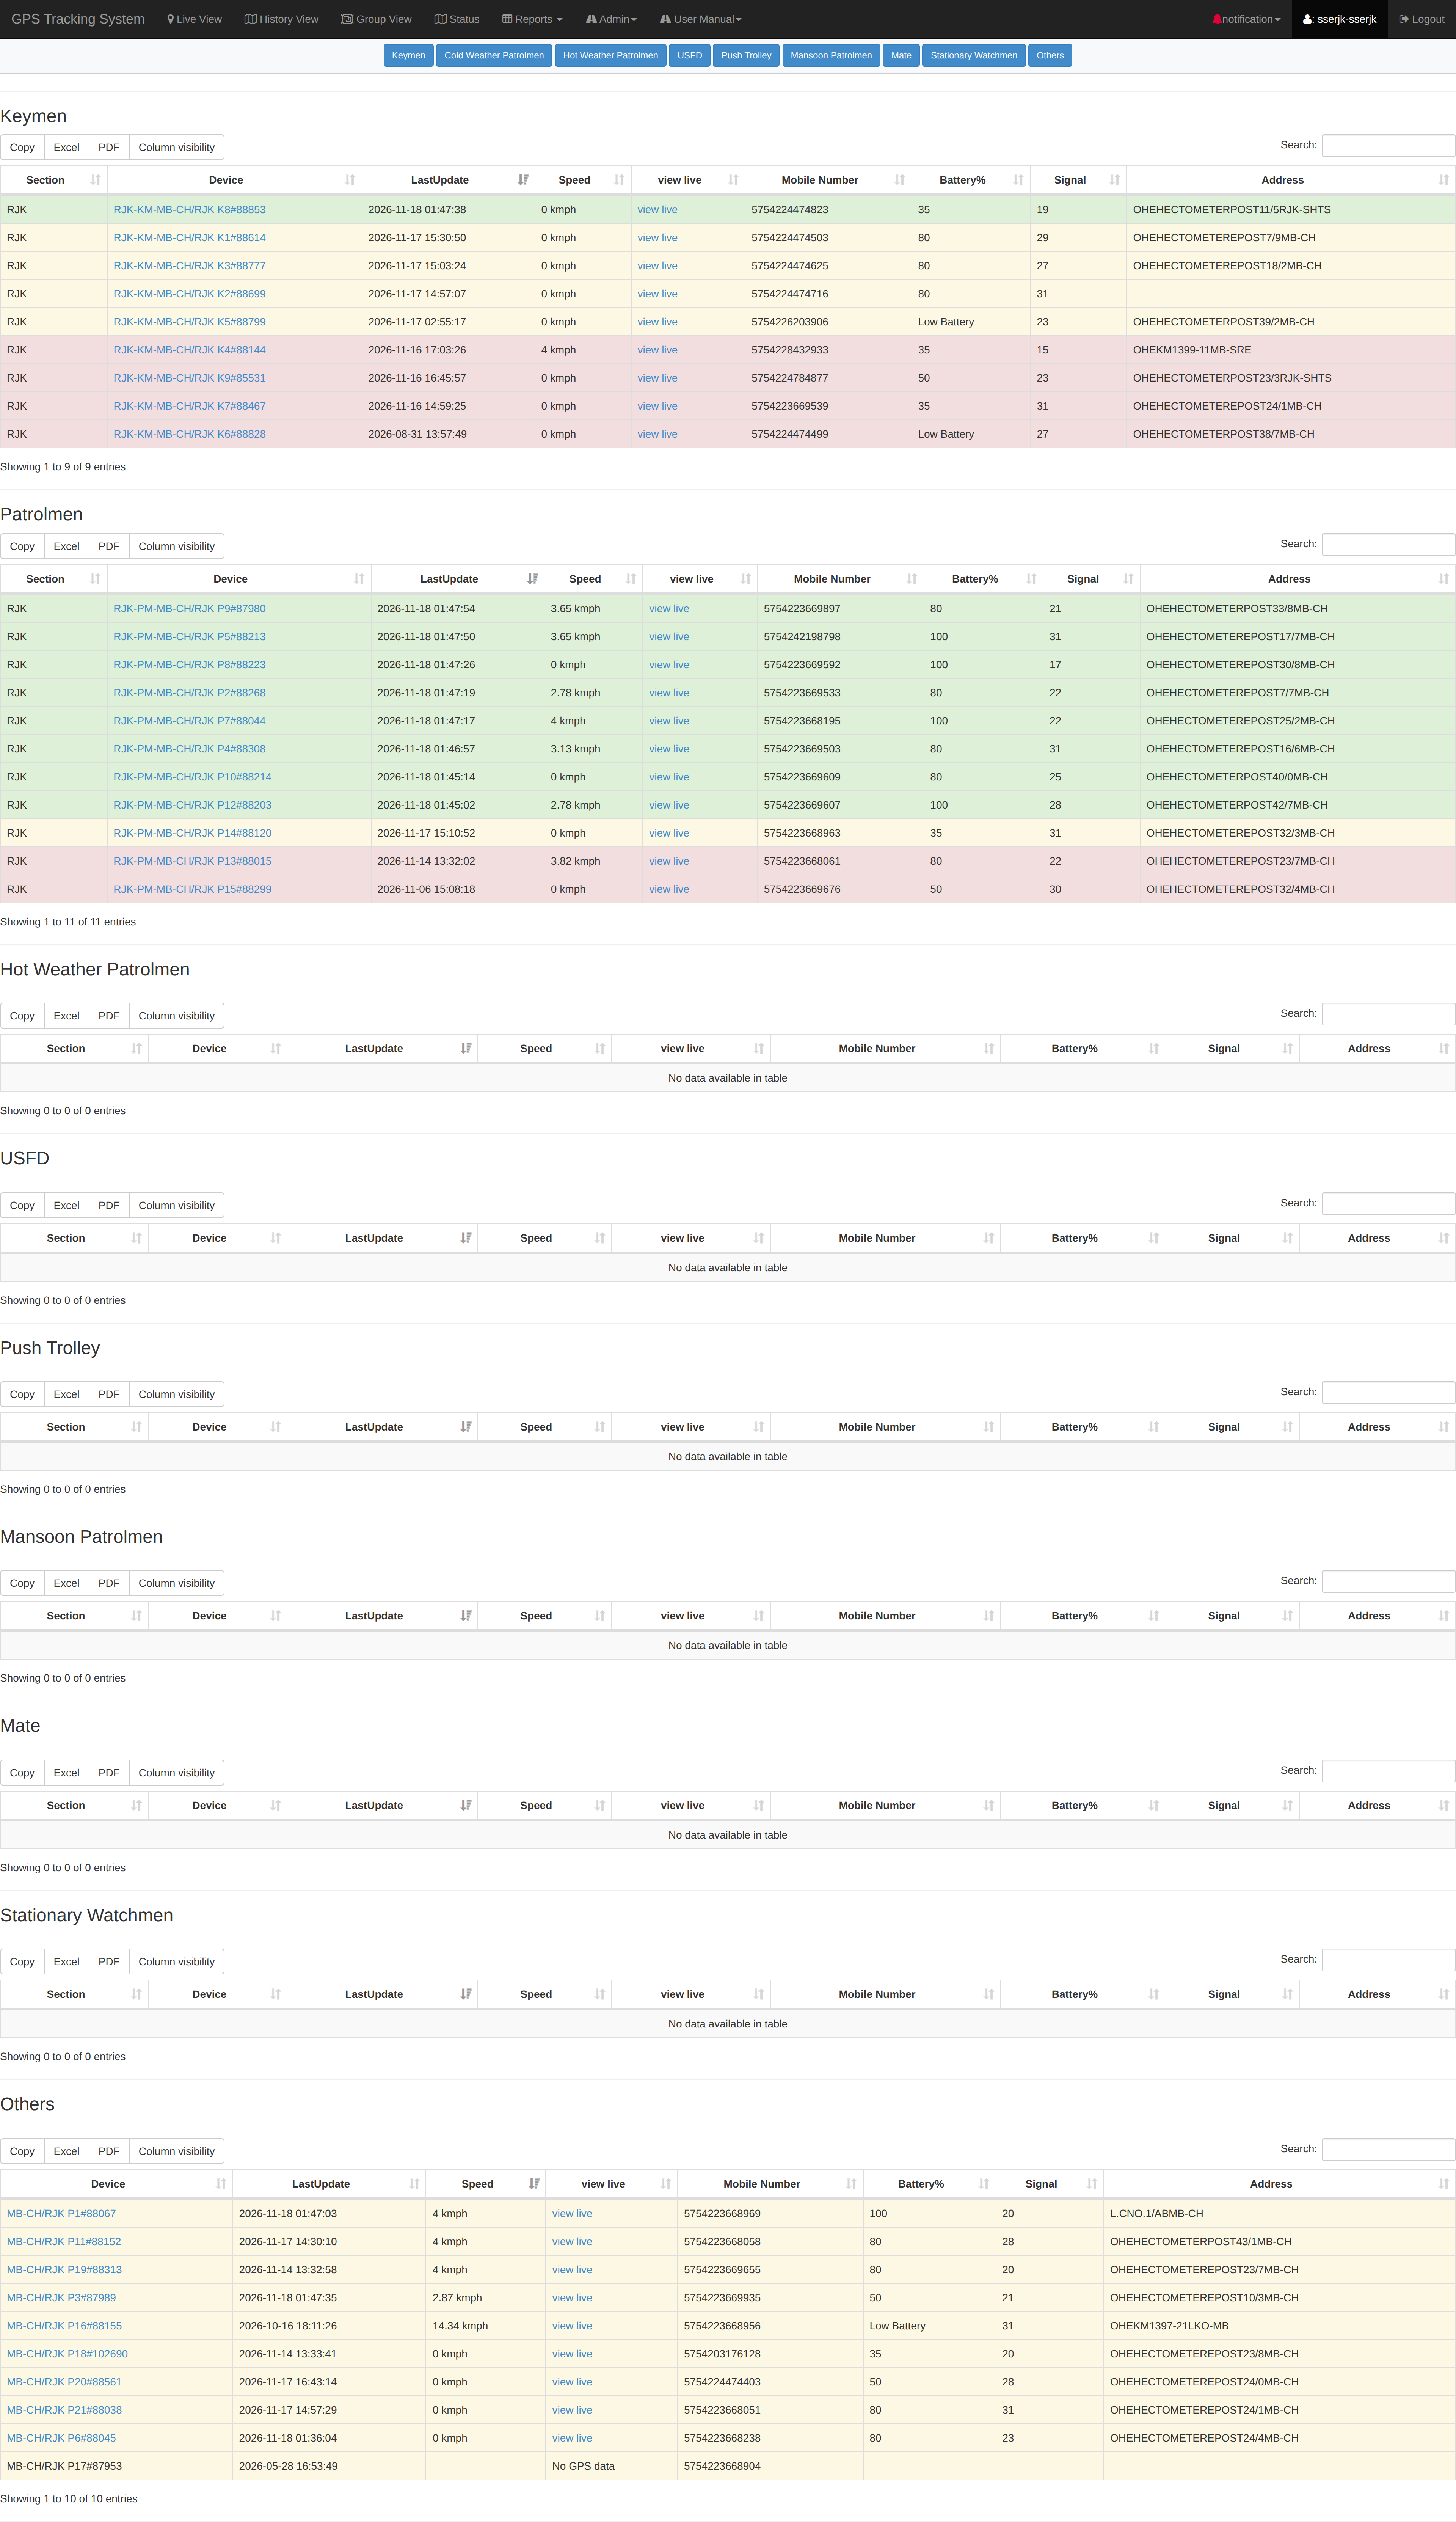 GPS Tracking System Live View History View Group View Status Reports Admin User Manual notification : sserjk-sserjk Logout
Keymen Cold Weather Patrolmen Hot Weather Patrolmen USFD Push Trolley Mansoon Patrolmen Mate Stationary Watchmen Others
Keymen
Copy Excel PDF Column visibility Search:
Section Device LastUpdate Speed view live Mobile Number Battery% Signal Address
RJK RJK-KM-MB-CH/RJK K8#88853 2026-11-18 01:47:38 0 kmph view live 5754224474823 35 19 OHEHECTOMETERPOST11/5RJK-SHTS
RJK RJK-KM-MB-CH/RJK K1#88614 2026-11-17 15:30:50 0 kmph view live 5754224474503 80 29 OHEHECTOMETEREPOST7/9MB-CH
RJK RJK-KM-MB-CH/RJK K3#88777 2026-11-17 15:03:24 0 kmph view live 5754224474625 80 27 OHEHECTOMETEREPOST18/2MB-CH
RJK RJK-KM-MB-CH/RJK K2#88699 2026-11-17 14:57:07 0 kmph view live 5754224474716 80 31
RJK RJK-KM-MB-CH/RJK K5#88799 2026-11-17 02:55:17 0 kmph view live 5754226203906 Low Battery 23 OHEHECTOMETERPOST39/2MB-CH
RJK RJK-KM-MB-CH/RJK K4#88144 2026-11-16 17:03:26 4 kmph view live 5754228432933 35 15 OHEKM1399-11MB-SRE
RJK RJK-KM-MB-CH/RJK K9#85531 2026-11-16 16:45:57 0 kmph view live 5754224784877 50 23 OHEHECTOMETERPOST23/3RJK-SHTS
RJK RJK-KM-MB-CH/RJK K7#88467 2026-11-16 14:59:25 0 kmph view live 5754223669539 35 31 OHEHECTOMETEREPOST24/1MB-CH
RJK RJK-KM-MB-CH/RJK K6#88828 2026-08-31 13:57:49 0 kmph view live 5754224474499 Low Battery 27 OHEHECTOMETERPOST38/7MB-CH
Showing 1 to 9 of 9 entries
Patrolmen
Copy Excel PDF Column visibility Search:
Section Device LastUpdate Speed view live Mobile Number Battery% Signal Address
RJK RJK-PM-MB-CH/RJK P9#87980 2026-11-18 01:47:54 3.65 kmph view live 5754223669897 80 21 OHEHECTOMETERPOST33/8MB-CH
RJK RJK-PM-MB-CH/RJK P5#88213 2026-11-18 01:47:50 3.65 kmph view live 5754242198798 100 31 OHEHECTOMETEREPOST17/7MB-CH
RJK RJK-PM-MB-CH/RJK P8#88223 2026-11-18 01:47:26 0 kmph view live 5754223669592 100 17 OHEHECTOMETEREPOST30/8MB-CH
RJK RJK-PM-MB-CH/RJK P2#88268 2026-11-18 01:47:19 2.78 kmph view live 5754223669533 80 22 OHEHECTOMETEREPOST7/7MB-CH
RJK RJK-PM-MB-CH/RJK P7#88044 2026-11-18 01:47:17 4 kmph view live 5754223668195 100 22 OHEHECTOMETEREPOST25/2MB-CH
RJK RJK-PM-MB-CH/RJK P4#88308 2026-11-18 01:46:57 3.13 kmph view live 5754223669503 80 31 OHEHECTOMETEREPOST16/6MB-CH
RJK RJK-PM-MB-CH/RJK P10#88214 2026-11-18 01:45:14 0 kmph view live 5754223669609 80 25 OHEHECTOMETERPOST40/0MB-CH
RJK RJK-PM-MB-CH/RJK P12#88203 2026-11-18 01:45:02 2.78 kmph view live 5754223669607 100 28 OHEHECTOMETERPOST42/7MB-CH
RJK RJK-PM-MB-CH/RJK P14#88120 2026-11-17 15:10:52 0 kmph view live 5754223668963 35 31 OHEHECTOMETEREPOST32/3MB-CH
RJK RJK-PM-MB-CH/RJK P13#88015 2026-11-14 13:32:02 3.82 kmph view live 5754223668061 80 22 OHEHECTOMETEREPOST23/7MB-CH
RJK RJK-PM-MB-CH/RJK P15#88299 2026-11-06 15:08:18 0 kmph view live 5754223669676 50 30 OHEHECTOMETEREPOST32/4MB-CH
Showing 1 to 11 of 11 entries
Hot Weather Patrolmen
Copy Excel PDF Column visibility Search:
Section Device LastUpdate Speed view live Mobile Number Battery% Signal Address
No data available in table
Showing 0 to 0 of 0 entries
USFD
Copy Excel PDF Column visibility Search:
Section Device LastUpdate Speed view live Mobile Number Battery% Signal Address
No data available in table
Showing 0 to 0 of 0 entries
Push Trolley
Copy Excel PDF Column visibility Search:
Section Device LastUpdate Speed view live Mobile Number Battery% Signal Address
No data available in table
Showing 0 to 0 of 0 entries
Mansoon Patrolmen
Copy Excel PDF Column visibility Search:
Section Device LastUpdate Speed view live Mobile Number Battery% Signal Address
No data available in table
Showing 0 to 0 of 0 entries
Mate
Copy Excel PDF Column visibility Search:
Section Device LastUpdate Speed view live Mobile Number Battery% Signal Address
No data available in table
Showing 0 to 0 of 0 entries
Stationary Watchmen
Copy Excel PDF Column visibility Search:
Section Device LastUpdate Speed view live Mobile Number Battery% Signal Address
No data available in table
Showing 0 to 0 of 0 entries
Others
Copy Excel PDF Column visibility Search:
Device LastUpdate Speed view live Mobile Number Battery% Signal Address
MB-CH/RJK P1#88067 2026-11-18 01:47:03 4 kmph view live 5754223668969 100 20 L.CNO.1/ABMB-CH
MB-CH/RJK P11#88152 2026-11-17 14:30:10 4 kmph view live 5754223668058 80 28 OHEHECTOMETERPOST43/1MB-CH
MB-CH/RJK P19#88313 2026-11-14 13:32:58 4 kmph view live 5754223669655 80 20 OHEHECTOMETEREPOST23/7MB-CH
MB-CH/RJK P3#87989 2026-11-18 01:47:35 2.87 kmph view live 5754223669935 50 21 OHEHECTOMETEREPOST10/3MB-CH
MB-CH/RJK P16#88155 2026-10-16 18:11:26 14.34 kmph view live 5754223668956 Low Battery 31 OHEKM1397-21LKO-MB
MB-CH/RJK P18#102690 2026-11-14 13:33:41 0 kmph view live 5754203176128 35 20 OHEHECTOMETEREPOST23/8MB-CH
MB-CH/RJK P20#88561 2026-11-17 16:43:14 0 kmph view live 5754224474403 50 28 OHEHECTOMETEREPOST24/0MB-CH
MB-CH/RJK P21#88038 2026-11-17 14:57:29 0 kmph view live 5754223668051 80 31 OHEHECTOMETEREPOST24/1MB-CH
MB-CH/RJK P6#88045 2026-11-18 01:36:04 0 kmph view live 5754223668238 80 23 OHEHECTOMETEREPOST24/4MB-CH
MB-CH/RJK P17#87953 2026-05-28 16:53:49 No GPS data 5754223668904
Showing 1 to 10 of 10 entries